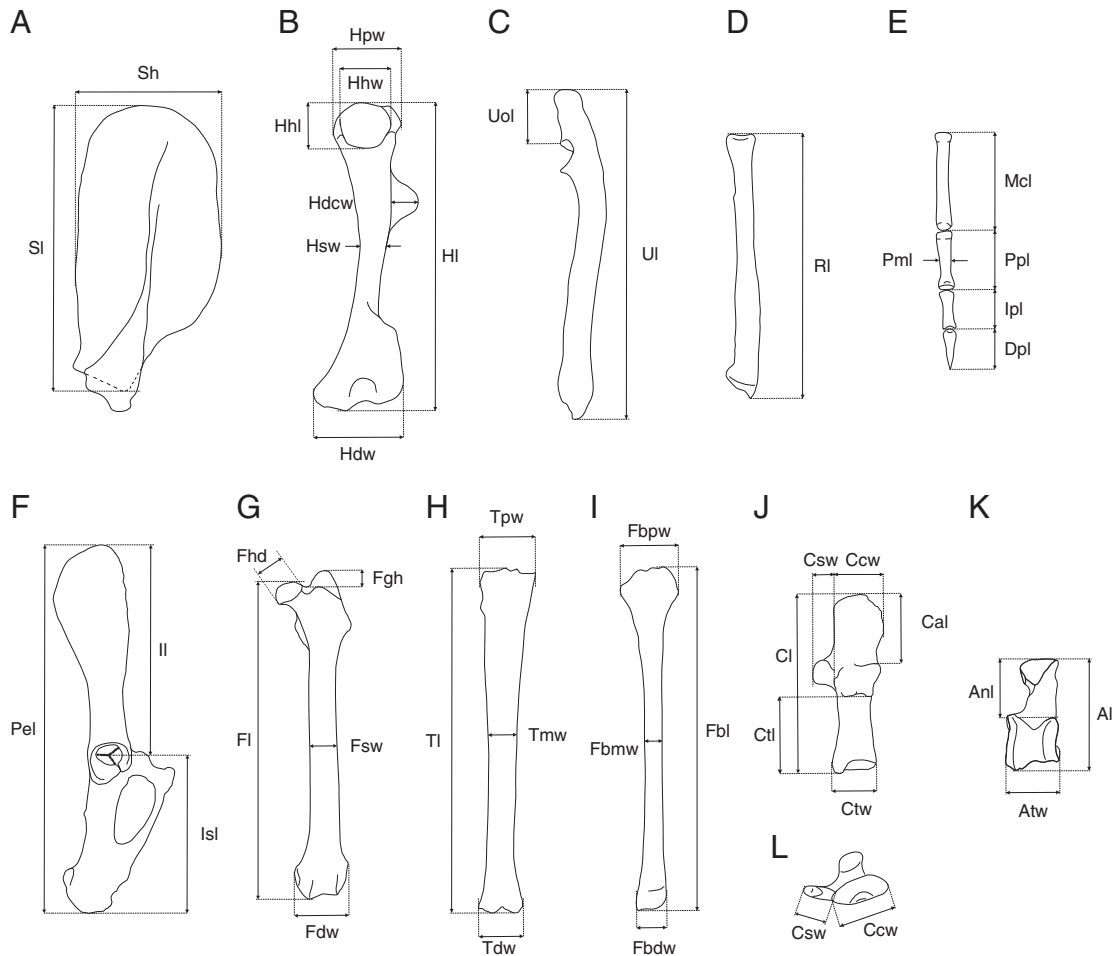 A
B
C
D
E
Sh
Hpw
Hhw
Hhl
Uol
Hdcw
Hsw
Sl
Hl
Ul
Rl
Mcl
Pml
Ppl
Ipl
Dpl
Hdw
F
G
H
I
J
K
Tpw
Fbpw
Csw
Ccw
Fhd
Fgh
Cal
Il
Cl
Anl
Al
Pel
Fl
Fsw
Tl
Tmw
Fbmw
Fbl
Ctl
Ctw
Atw
Isl
L
Fdw
Tdw
Fbdw
Csw
Ccw